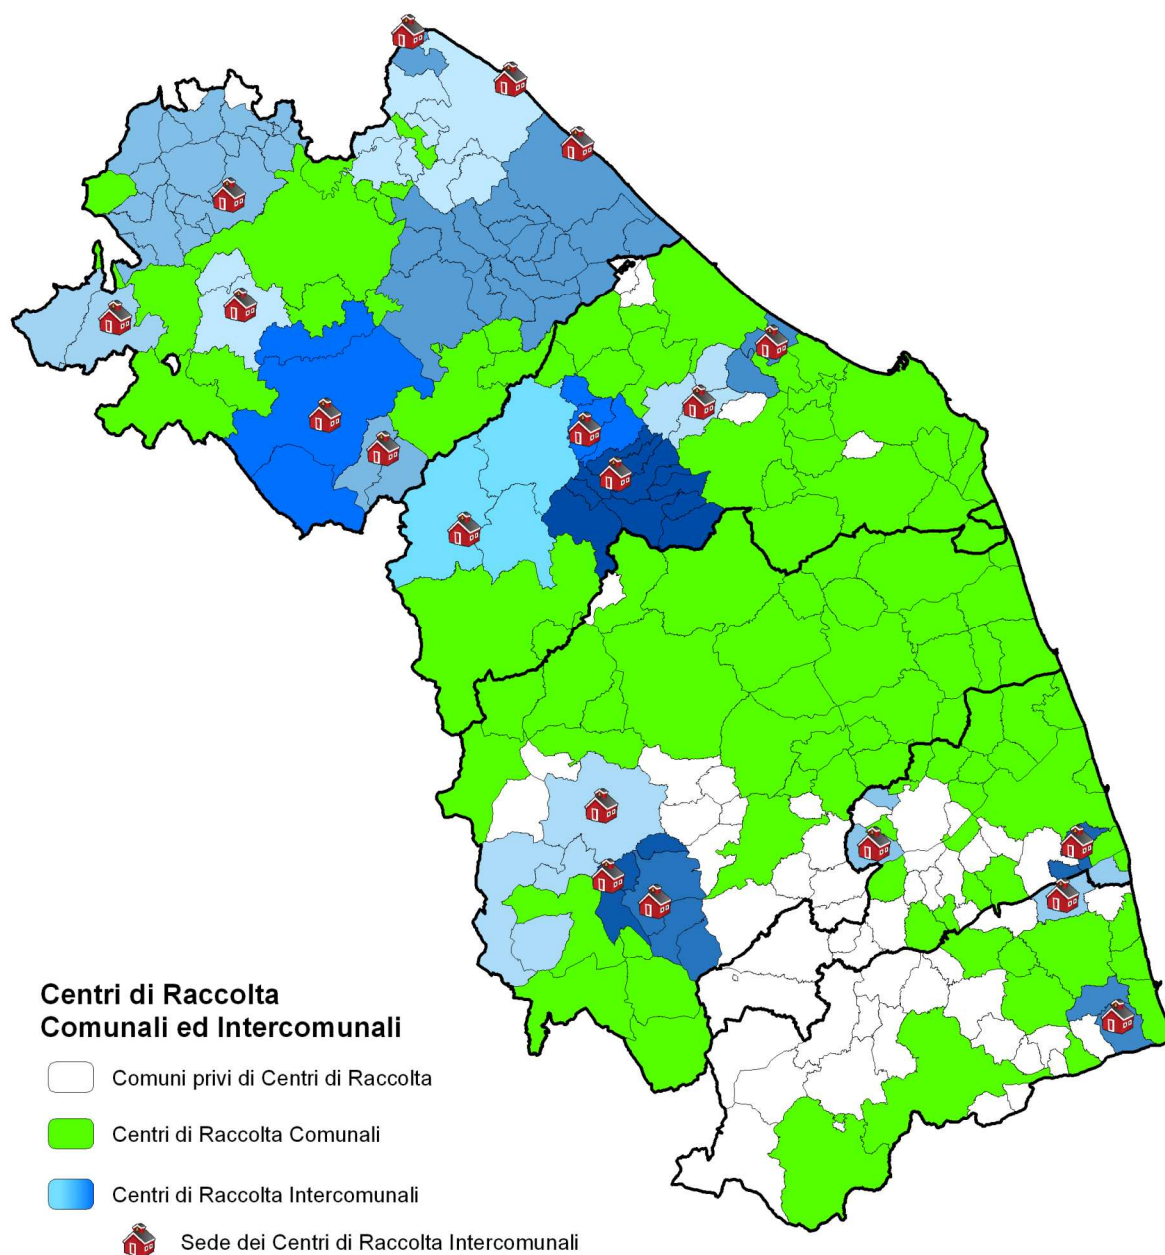 Centri di Raccolta
Comunali ed Intercomunali
Comuni privi di Centri di Raccolta
Centri di Raccolta Comunali
Centri di Raccolta Intercomunali
Sede dei Centri di Raccolta Intercomunali